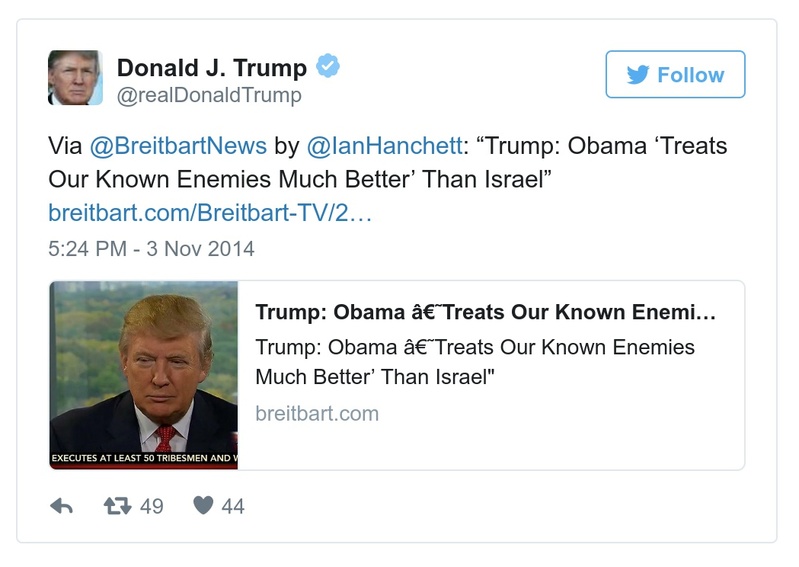 Donald J. Trump
@realDonaldTrump
Follow
Via @BreitbartNews by @IanHanchett: “Trump: Obama ‘Treats
Our Known Enemies Much Better’ Than Israel”
breitbart.com/Breitbart-TV/2…
5:24 PM - 3 Nov 2014
Trump: Obama â€˜Treats Our Known Enemi…
Trump: Obama â€˜Treats Our Known Enemies
Much Better’ Than Israel"
breitbart.com
EXECUTES AT LEAST 50 TRIBESMEN AND W
49
44